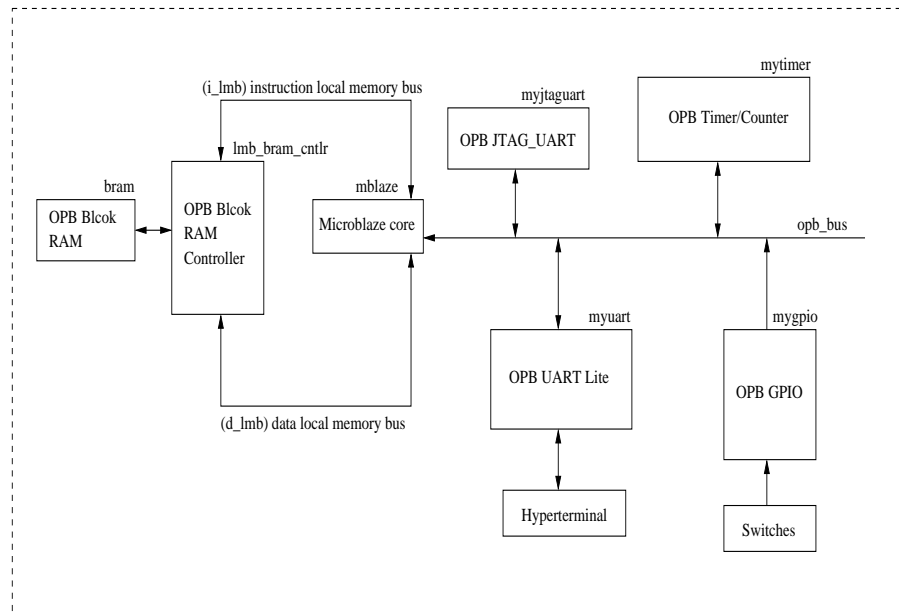 mytimer
(i_lmb) instruction local memory bus
myjtaguart
OPB Timer/Counter
OPB JTAG_UART
lmb_bram_cntlr
bram
mblaze
OPB Blcok
RAM
OPB Blcok
RAM
Controller
Microblaze core
opb_bus
myuart
mygpio
OPB UART Lite
OPB GPIO
(d_lmb) data local memory bus
Hyperterminal
Switches